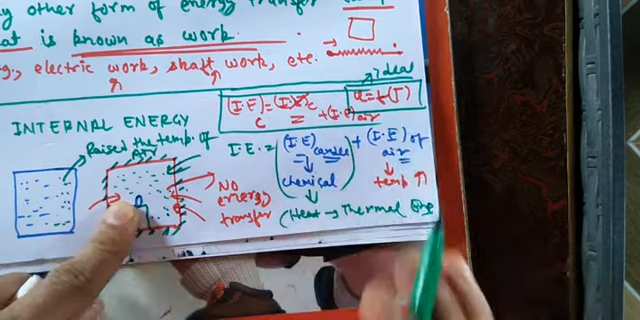 y other form of energy transfer
at is known as work.
g., electric work, shaft work, etc.
ideal
u = f(T)
INTERNAL ENERGY
Raised the temp. of
I.E. = (I.E) candle + (I.E) of air
chemical
temp ↑
NO energy transfer
(Heat → Thermal